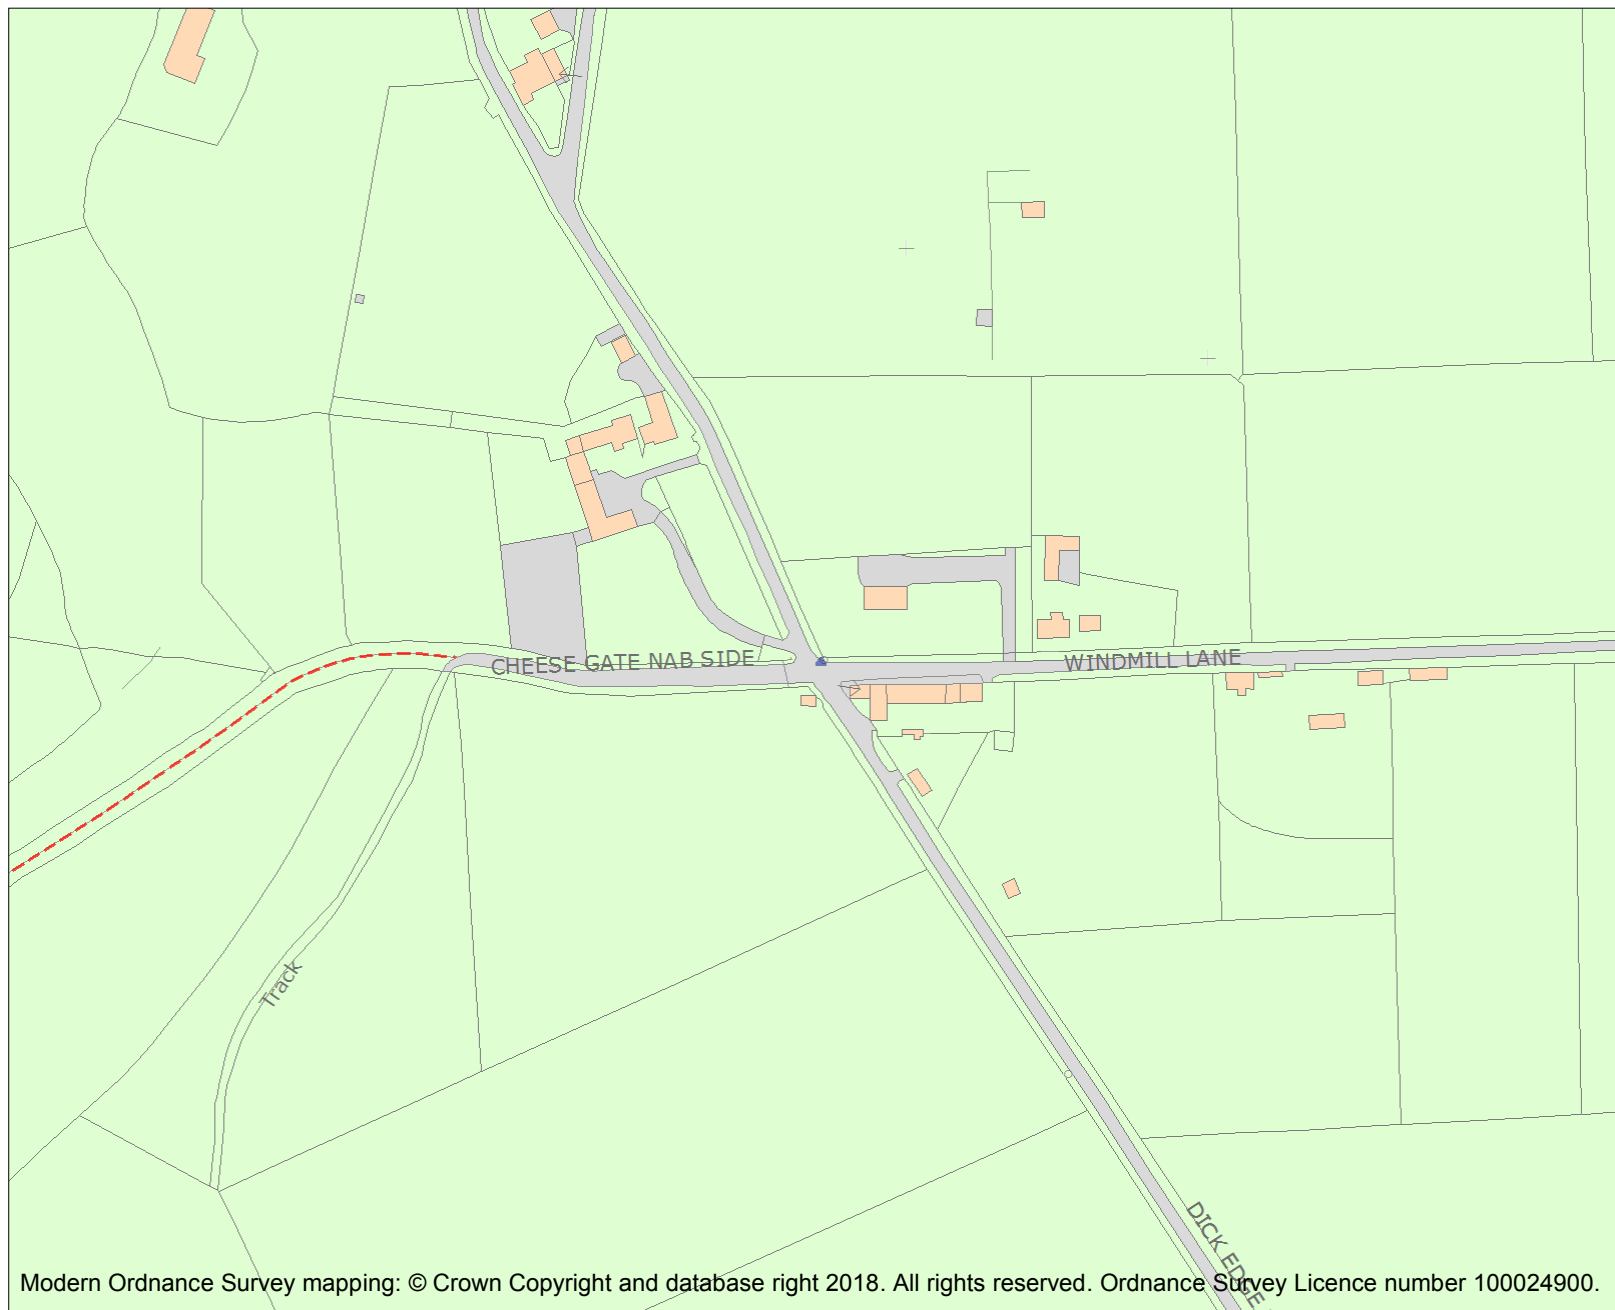 CHEESE GATE NAB SIDE
WINDMILL LANE
Track
DICK EDGE
Modern Ordnance Survey mapping: © Crown Copyright and database right 2018. All rights reserved. Ordnance Survey Licence number 100024900.